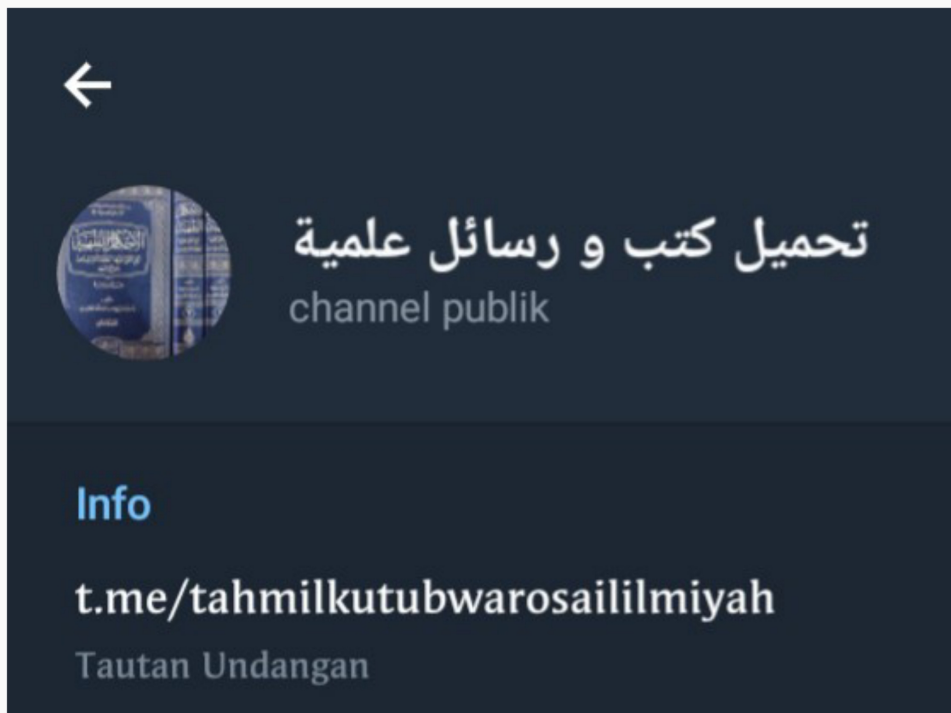 تحميل كتب و رسائل علمية
channel publik
Info
t.me/tahmilkutubwarosaililmiyah
Tautan Undangan